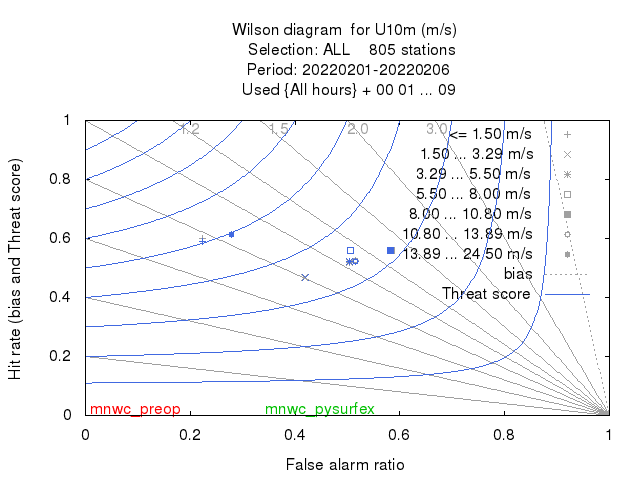 Wilson diagram for U10m (m/s)
Selection: ALL 805 stations
Period: 20220201-20220206
Used {All hours} + 00 01 ... 09
Hit rate (bias and Threat score)
1
0.8
0.6
0.4
0.2
0
1.2 1.5 2.0 3.0
<= 1.50 m/s
1.50 ... 3.29 m/s
3.29 ... 5.50 m/s
5.50 ... 8.00 m/s
8.00 ... 10.80 m/s
10.80 ... 13.89 m/s
13.89 ... 24.50 m/s
bias
Threat score
mnwc_preop mnwc_pysurfex
0 0.2 0.4 0.6 0.8 1
False alarm ratio